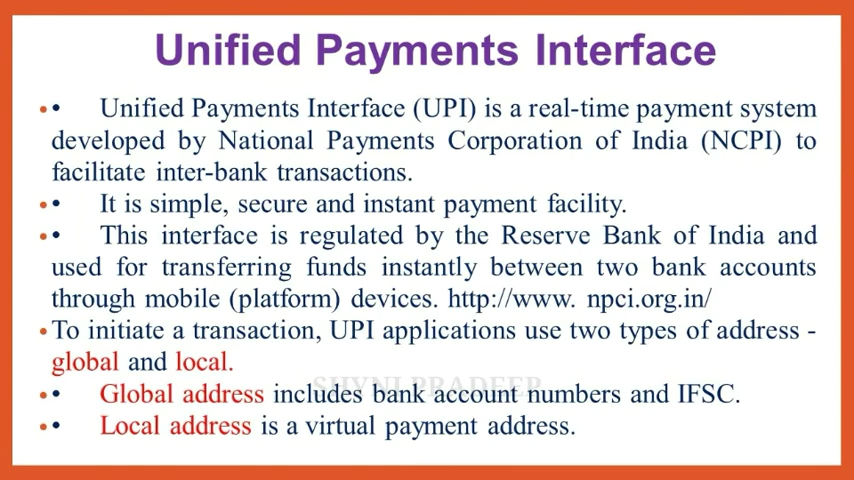 Unified Payments Interface
•• Unified Payments Interface (UPI) is a real-time payment system
developed by National Payments Corporation of India (NCPI) to
facilitate inter-bank transactions.
•• It is simple, secure and instant payment facility.
•• This interface is regulated by the Reserve Bank of India and
used for transferring funds instantly between two bank accounts
through mobile (platform) devices. http://www. npci.org.in/
•To initiate a transaction, UPI applications use two types of address -
global and local.
SHYNI PRADEEP
•• Global address includes bank account numbers and IFSC.
•• Local address is a virtual payment address.